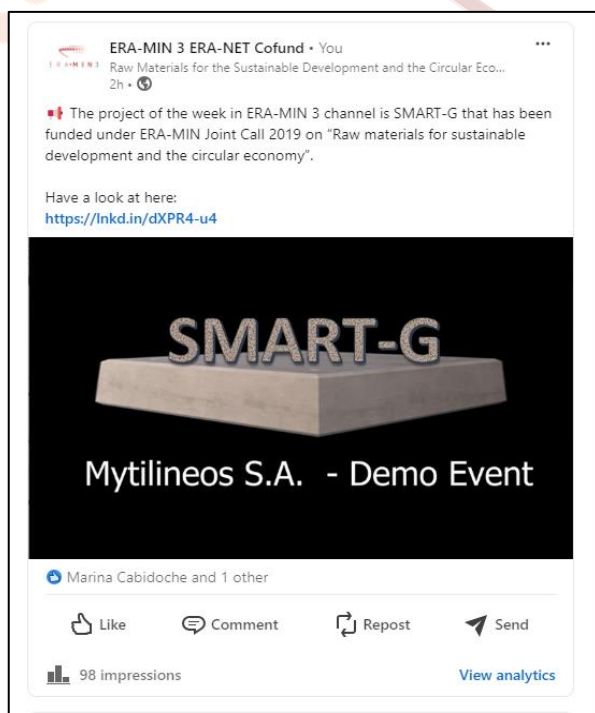 ERA-MIN 3 ERA-NET Cofund • You
ERA-MIN3
Raw Materials for the Sustainable Development and the Circular Eco...
2h •
The project of the week in ERA-MIN 3 channel is SMART-G that has been
funded under ERA-MIN Joint Call 2019 on “Raw materials for sustainable
development and the circular economy”.
Have a look at here:
https://lnkd.in/dXPR4-u4
SMART-G
Mytilineos S.A. - Demo Event
Marina Cabidoche and 1 other
Like Comment Repost Send
98 impressions View analytics